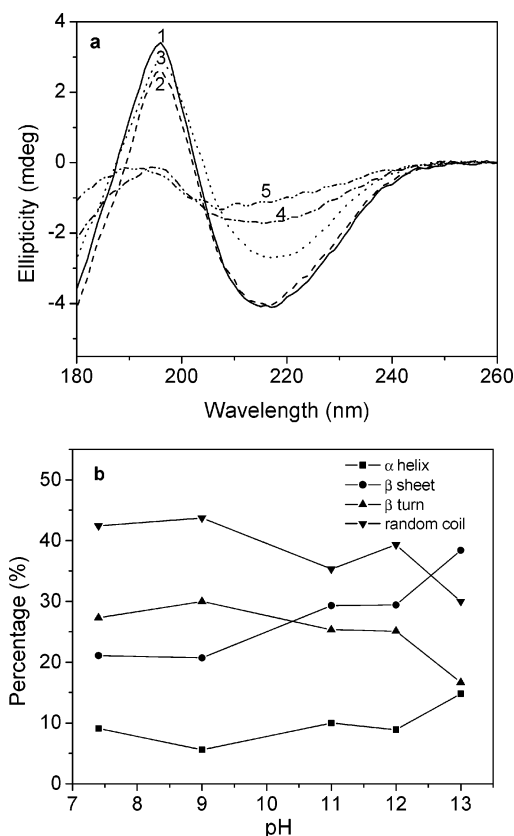 a
4
2
0
-2
-4
1
3
2
5
4
180 200 220 240 260
Ellipticity (mdeg)
Wavelength (nm)
b
α helix
β sheet
β turn
random coil
50
40
30
20
10
0
7 8 9 10 11 12 13
Percentage (%)
pH